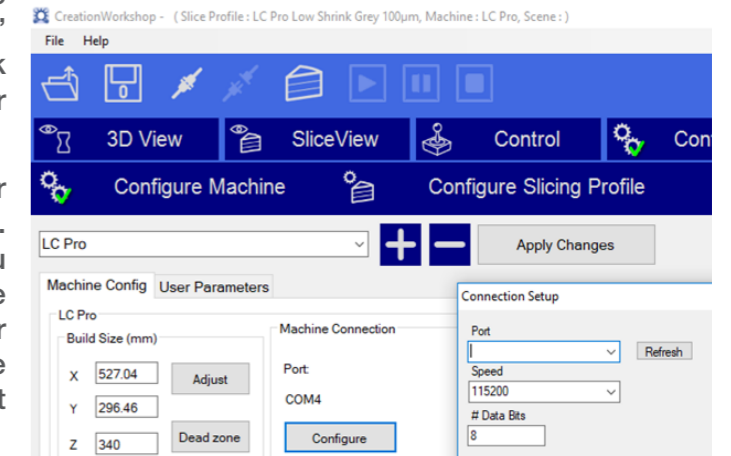 CreationWorkshop - ( Slice Profile : LC Pro Low Shrink Grey 100µm, Machine : LC Pro, Scene : )
File Help
3D View SliceView Control
Configure Machine Configure Slicing Profile
LC Pro + - Apply Changes
Machine Config User Parameters
LC Pro
Build Size (mm)
X 527.04 Adjust
Y 296.46
Z 340 Dead zone
Machine Connection
Port:
COM4
Configure
Connection Setup
Port
Refresh
Speed
115200
# Data Bits
8